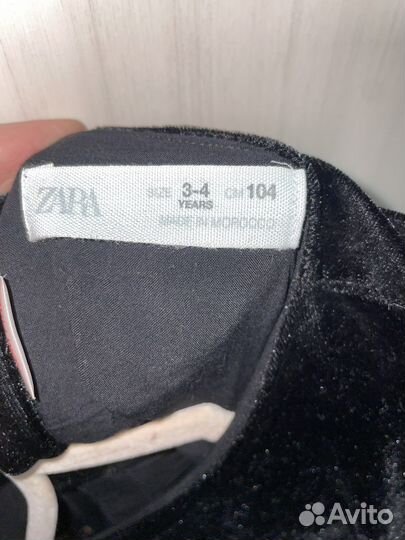 ZARA
SIZE 3-4 CM 104
YEARS
MADE IN MOROCCO
Avito